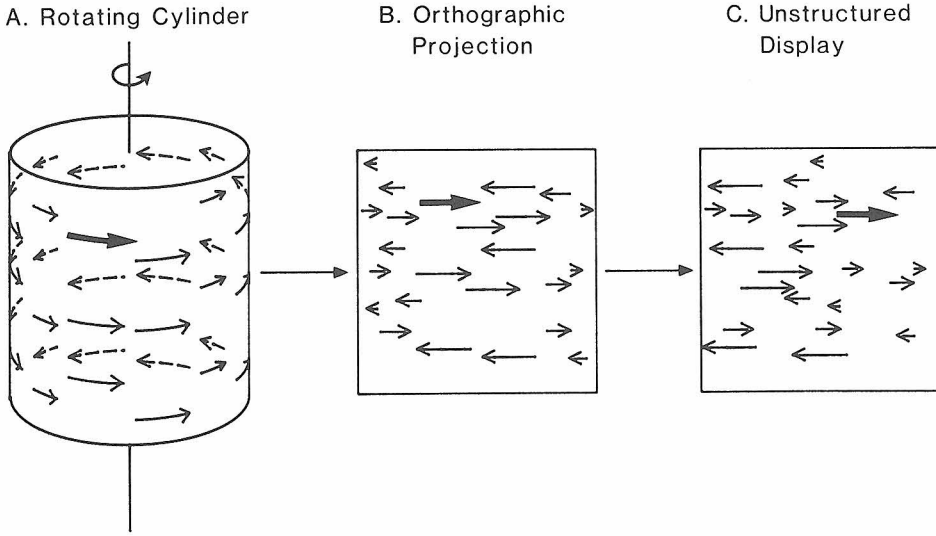 A. Rotating Cylinder
B. Orthographic
Projection
C. Unstructured
Display